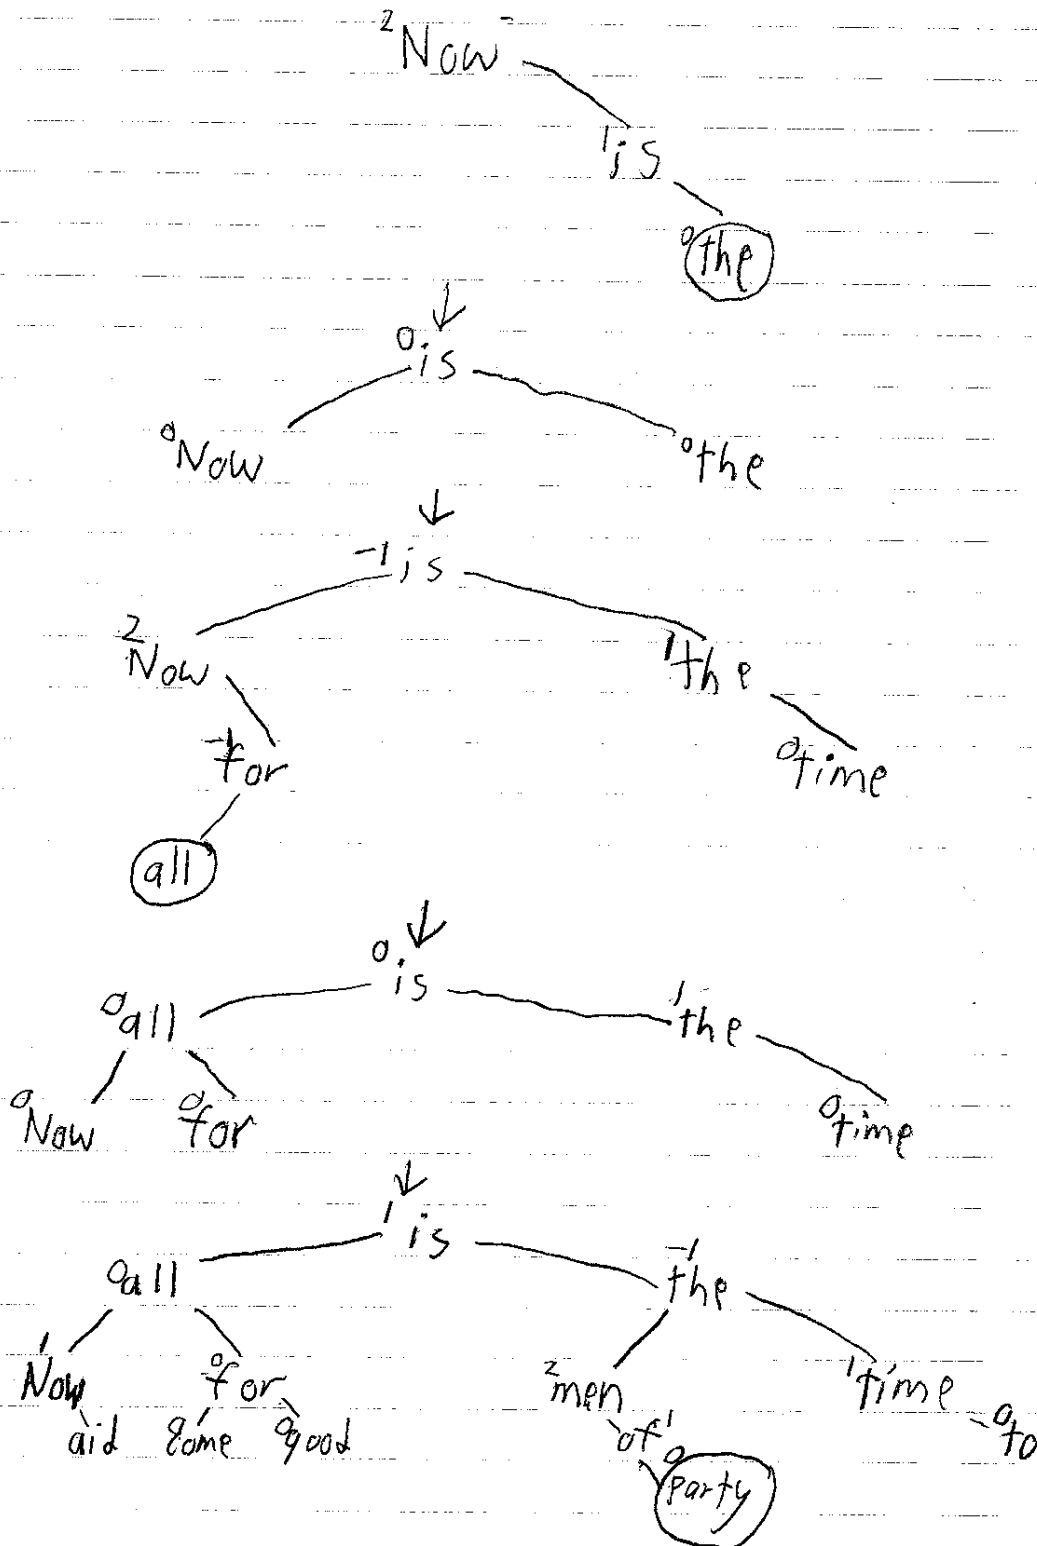 2 Now
1 is
0 the
↓
0 is
0 Now 0 the
↓
-1 is
2 Now 1 the
-1 for 0 time
all
↓
0 is
0 all 1 the
0 Now 0 for 0 time
↓
1 is
0 all -1 the
1 Now 0 for 2 men 1 time
aid come 0 good of 1 0 to
0 party